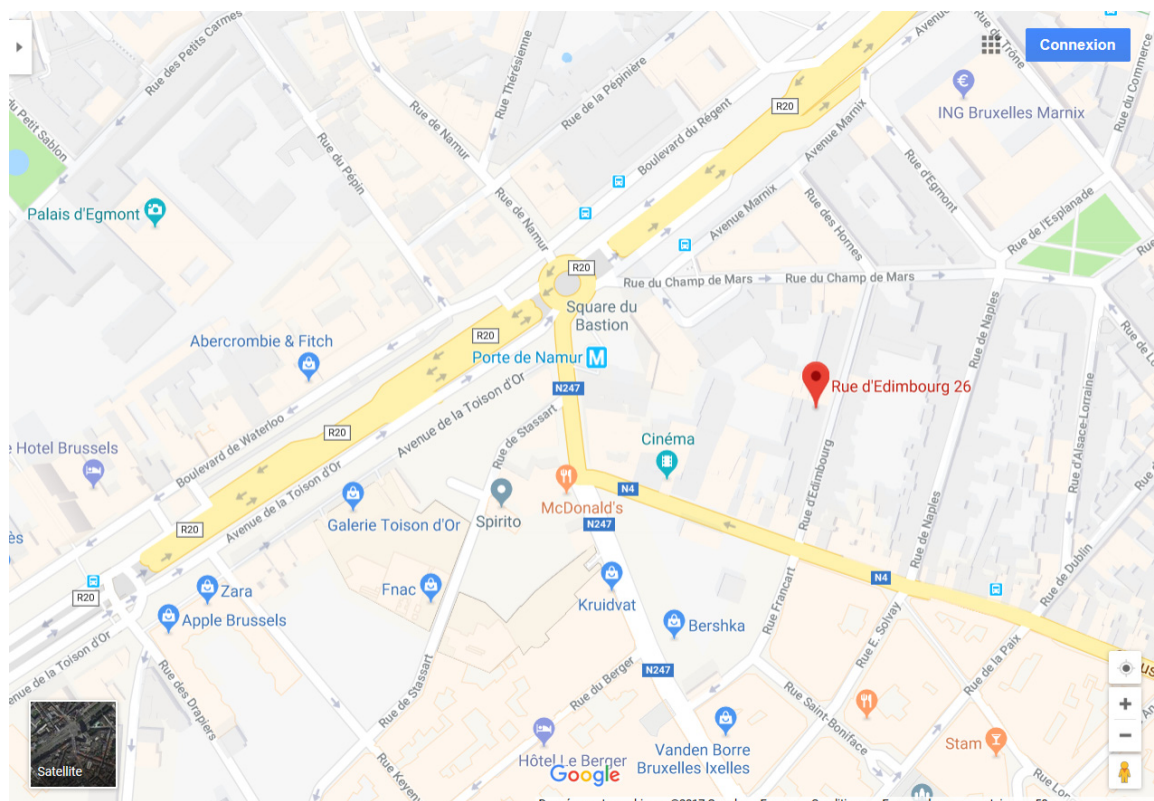 Rue des Petits Carmes
Rue Thérésienne
Rue de la Pépinière
Avenue
Rue du Trône
Connexion
Rue du Commerce
R20
ING Bruxelles Marnix
du Petit Sablon
Rue de Namur
Boulevard du Régent
Avenue Marnix
Rue du Pépin
Rue d'Egmont
Palais d'Egmont
Rue de Namur
Avenue Marnix
Rue des Hornes
Rue de l'Esplanade
Rue
R20
Rue du Champ de Mars
Rue du Champ de Mars
Square du
Bastion
R20
Abercrombie & Fitch
Porte de Namur
M
Rue de Naples
N247
Rue d'Edimbourg 26
Avenue de la Toison d'Or
Rue de Stassart
R20
Boulevard de Waterloo
Hotel Brussels
Cinéma
Rue d'Edimbourg
Rue d'Alsace-Lorraine
Avenue de la Toison d'Or
N4
McDonald's
Spirito
Galerie Toison d'Or
N247
R20
Rue de Naples
Rue de Dublin
N4
Zara
Fnac
R20
Kruidvat
Apple Brussels
Bershka
Rue Francart
Rue E. Solvay
Rue de la Paix
enue de la Toison d'Or
Rue des Drapiers
Rue de Stassart
Rue du Berger
N247
Rue Saint-Boniface
Satellite
Rue Keyen
Hôtel Le Berger
Vanden Borre
Bruxelles Ixelles
Stam
Google
Rue Lon